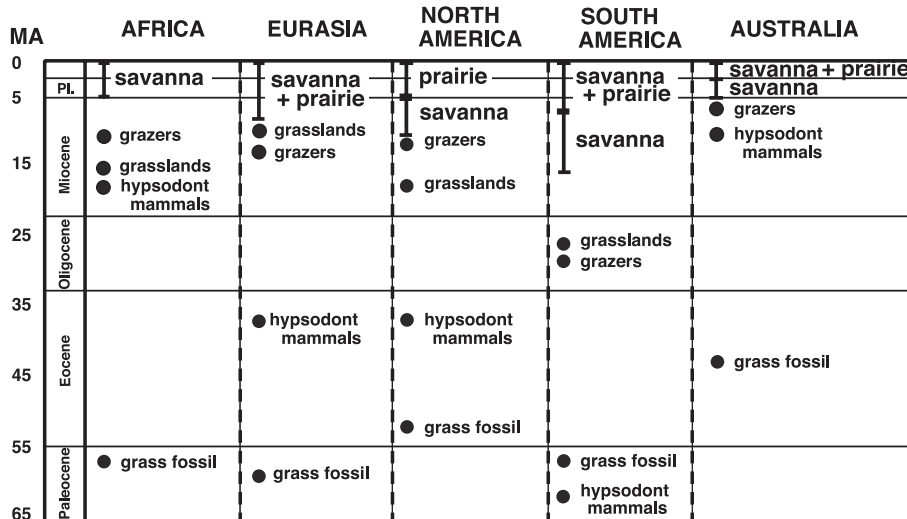 MA
AFRICA
EURASIA
NORTH
AMERICA
SOUTH
AMERICA
AUSTRALIA
0
5
15
25
35
45
55
65
Pl.
Miocene
Oligocene
Eocene
Paleocene
savanna
grazers
grasslands
hypsodont
mammals
grass fossil
savanna
+ prairie
grasslands
grazers
hypsodont
mammals
grass fossil
prairie
savanna
grazers
grasslands
hypsodont
mammals
grass fossil
savanna
+ prairie
savanna
grasslands
grazers
grass fossil
hypsodont
mammals
savanna + prairie
savanna
grazers
hypsodont
mammals
grass fossil